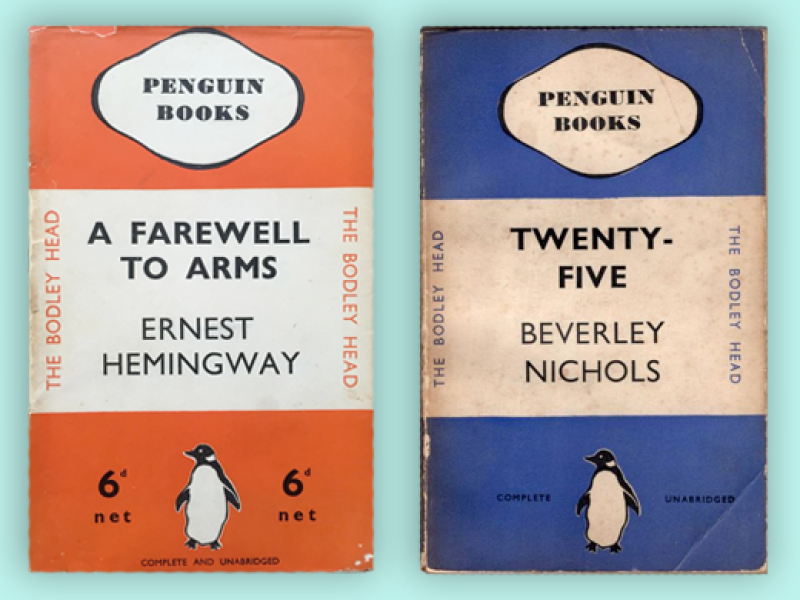 PENGUIN
BOOKS
THE BODLEY HEAD
A FAREWELL
TO ARMS
ERNEST
HEMINGWAY
THE BODLEY HEAD
6d
net
6d
net
COMPLETE AND UNABRIDGED
PENGUIN
BOOKS
THE BODLEY HEAD
TWENTY-
FIVE
BEVERLEY
NICHOLS
THE BODLEY HEAD
COMPLETE
UNABRIDGED